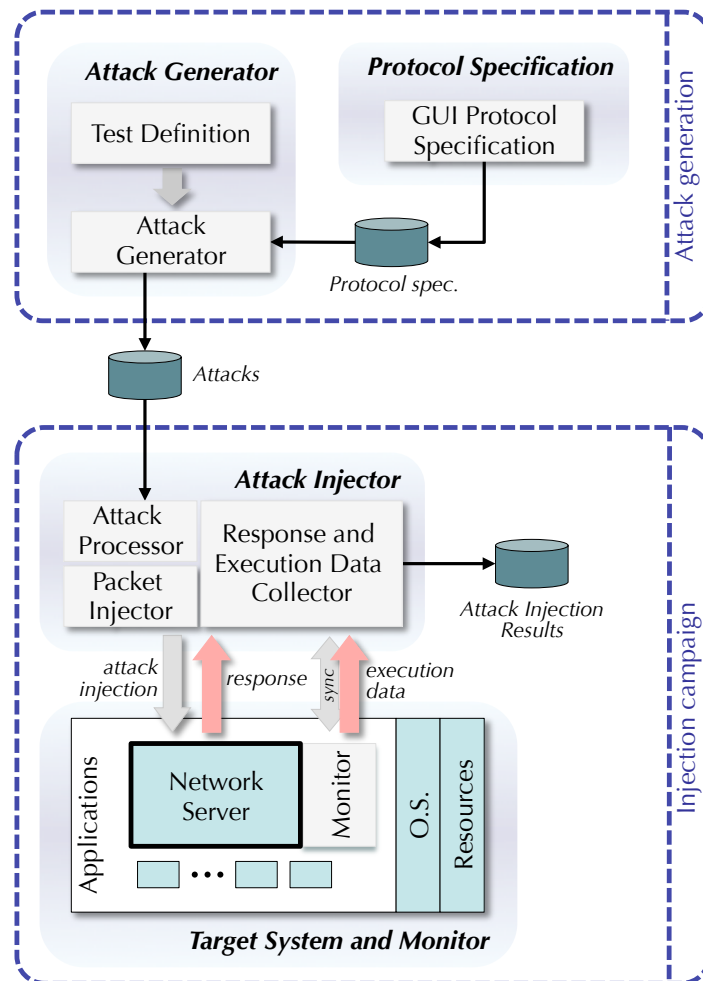 Attack Generator
Protocol Specification
Test Definition
GUI Protocol
Specification
Attack
Generator
Protocol spec.
Attack generation
Attacks
Attack Injector
Attack
Processor
Packet
Injector
Response and
Execution Data
Collector
Attack Injection
Results
attack
injection
response
sync
execution
data
Applications
Network
Server
Monitor
O.S.
Resources
Target System and Monitor
Injection campaign